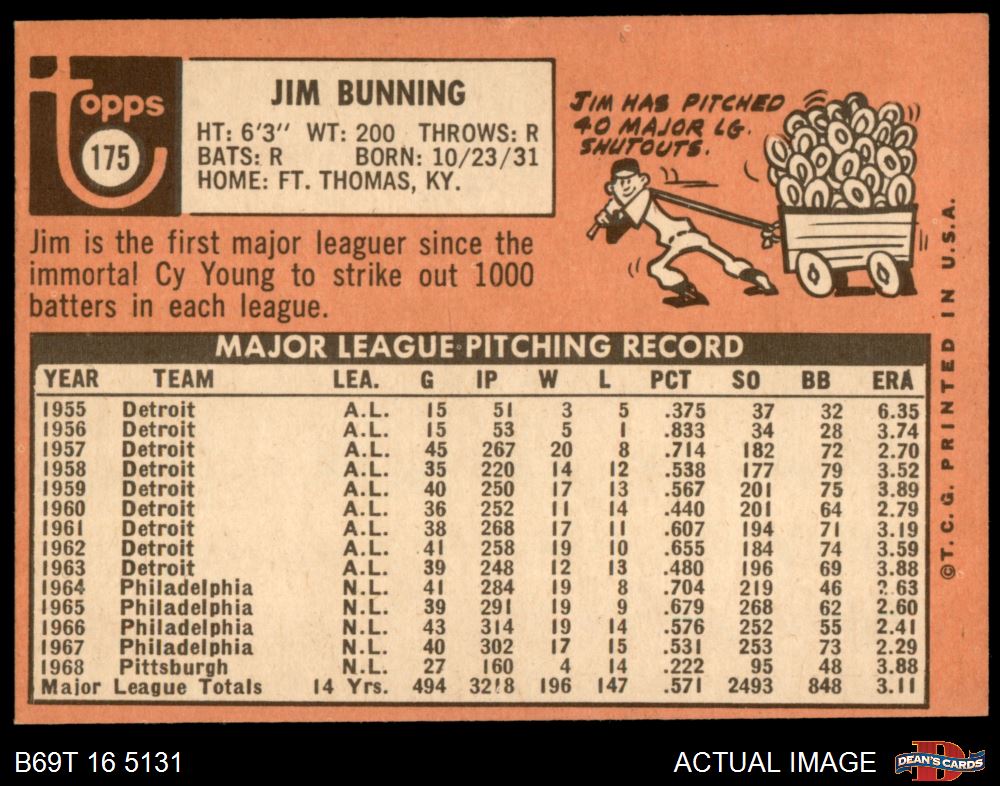 Topps
175
JIM BUNNING
HT: 6'3" WT: 200 THROWS: R
BATS: R BORN: 10/23/31
HOME: FT. THOMAS, KY.
JIM HAS PITCHED
40 MAJOR LG.
SHUTOUTS.
Jim is the first major leaguer since the
immortal Cy Young to strike out 1000
batters in each league.
MAJOR LEAGUE PITCHING RECORD
YEAR TEAM LEA. G IP W L PCT SO BB ERA
1955 Detroit A.L. 15 51 3 5 .375 37 32 6.35
1956 Detroit A.L. 15 53 5 1 .833 34 28 3.74
1957 Detroit A.L. 45 267 20 8 .714 182 72 2.70
1958 Detroit A.L. 35 220 14 12 .538 177 79 3.52
1959 Detroit A.L. 40 250 17 13 .567 201 75 3.89
1960 Detroit A.L. 36 252 11 14 .440 201 64 2.79
1961 Detroit A.L. 38 268 17 11 .607 194 71 3.19
1962 Detroit A.L. 41 258 19 10 .655 184 74 3.59
1963 Detroit A.L. 39 248 12 13 .480 196 69 3.88
1964 Philadelphia N.L. 41 284 19 8 .704 219 46 2.63
1965 Philadelphia N.L. 39 291 19 9 .679 268 62 2.60
1966 Philadelphia N.L. 43 314 19 14 .576 252 55 2.41
1967 Philadelphia N.L. 40 302 17 15 .531 253 73 2.29
1968 Pittsburgh N.L. 27 160 4 14 .222 95 48 3.88
Major League Totals 14 Yrs. 494 3218 196 147 .571 2493 848 3.11
©T. C. G. PRINTED IN U.S.A.
B69T 16 5131
ACTUAL IMAGE
DEAN'S CARDS